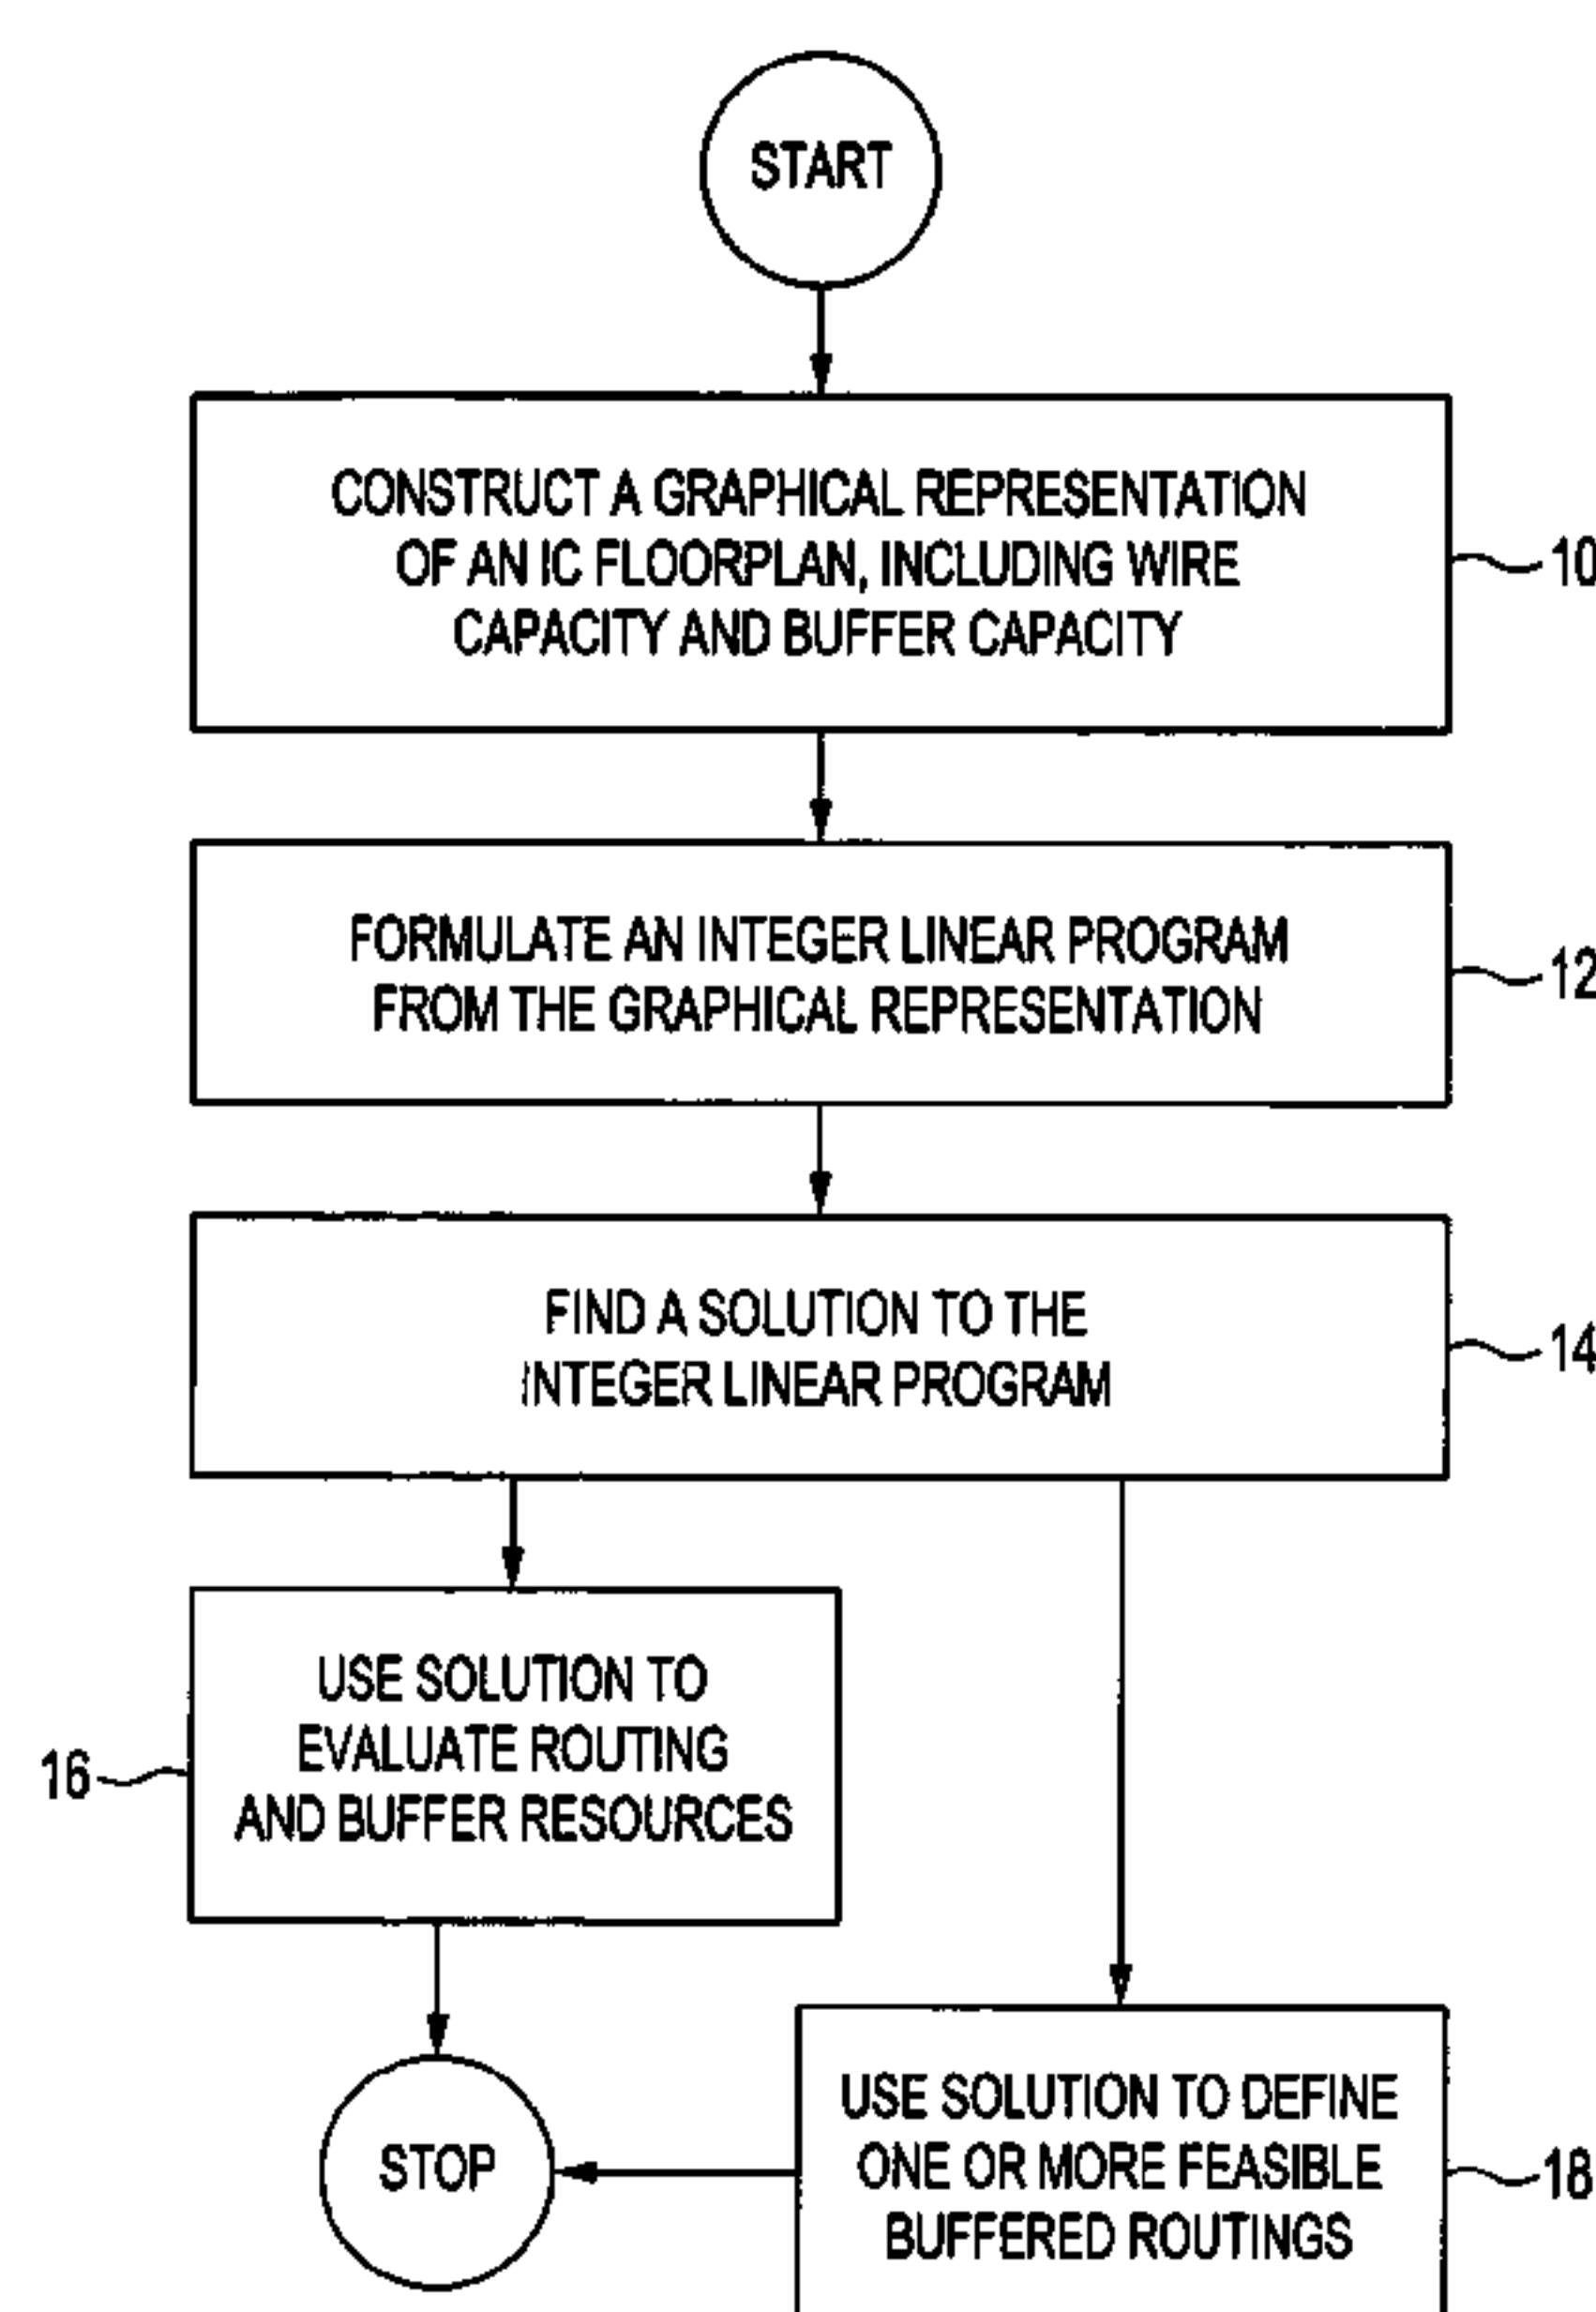 START
CONSTRUCT A GRAPHICAL REPRESENTATION
OF AN IC FLOORPLAN, INCLUDING WIRE
CAPACITY AND BUFFER CAPACITY
10
FORMULATE AN INTEGER LINEAR PROGRAM
FROM THE GRAPHICAL REPRESENTATION
12
FIND A SOLUTION TO THE
INTEGER LINEAR PROGRAM
14
USE SOLUTION TO
EVALUATE ROUTING
AND BUFFER RESOURCES
16
USE SOLUTION TO DEFINE
ONE OR MORE FEASIBLE
BUFFERED ROUTINGS
18
STOP